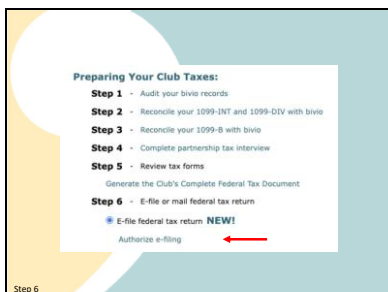 Preparing Your Club Taxes:
Step 1 - Audit your bivio records
Step 2 - Reconcile your 1099-INT and 1099-DIV with bivio
Step 3 - Reconcile your 1099-B with bivio
Step 4 - Complete partnership tax interview
Step 5 - Review tax forms
Generate the Club's Complete Federal Tax Document
Step 6 - E-file or mail federal tax return
E-file federal tax return NEW!
Authorize e-filing
Step 6